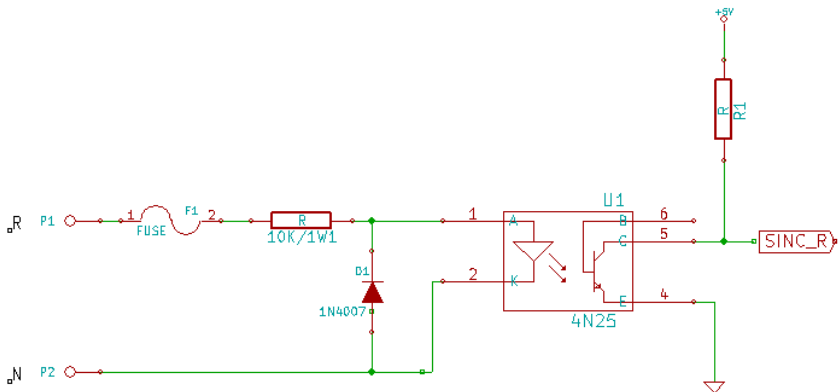 +5V
R
R1
U1
R
P1
1
FUSE
F1
2
R
10K/1W1
1
A
B
6
C
5
SINC_R
D1
1N4007
2
K
E
4
4N25
N
P2